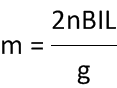 m = 2nBIL
g